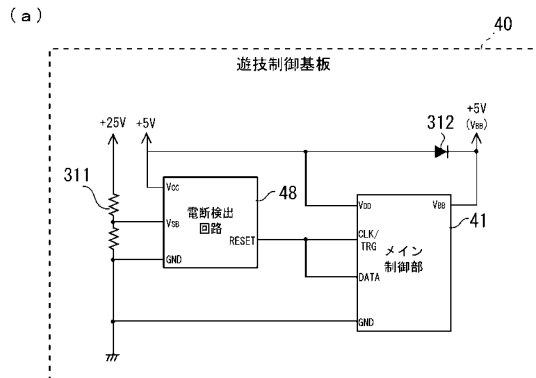 (a)
40
遊技制御基板
+25V
+5V
312
+5V
(VBB)
311
VCC
48
電断検出
回路
VSB
RESET
GND
VDD
VBB
41
CLK/
TRG
メイン
制御部
DATA
GND